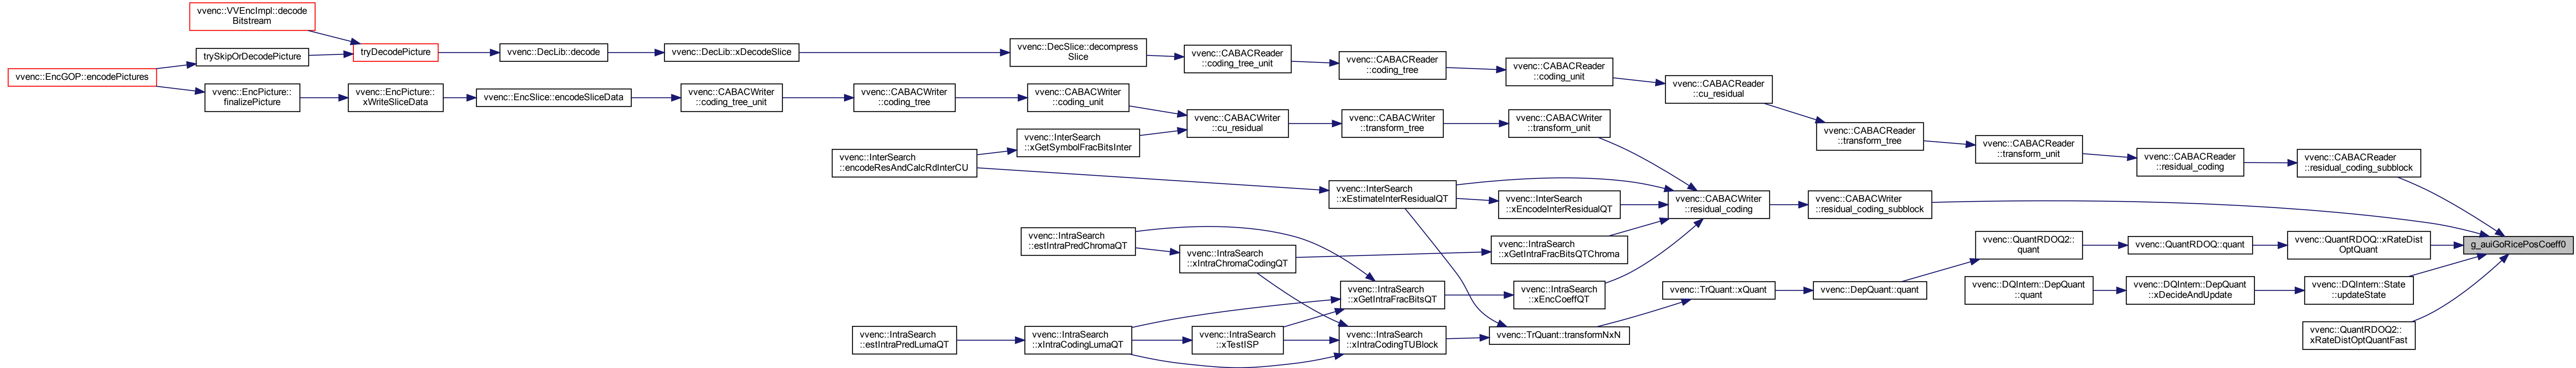 vvenc::VVEncImpl::decode
Bitstream
tryDecodePicture
vvenc::DecLib::decode
vvenc::DecLib::xDecodeSlice
vvenc::DecSlice::decompress
Slice
vvenc::CABACReader
::coding_tree_unit
vvenc::CABACReader
::coding_tree
vvenc::CABACReader
::coding_unit
vvenc::CABACReader
::cu_residual
vvenc::CABACReader
::transform_tree
vvenc::CABACReader
::transform_unit
vvenc::CABACReader
::residual_coding
vvenc::CABACReader
::residual_coding_subblock
trySkipOrDecodePicture
vvenc::EncGOP::encodePictures
vvenc::EncPicture::
finalizePicture
vvenc::EncPicture::
xWriteSliceData
vvenc::EncSlice::encodeSliceData
vvenc::CABACWriter
::coding_tree_unit
vvenc::CABACWriter
::coding_tree
vvenc::CABACWriter
::coding_unit
vvenc::CABACWriter
::cu_residual
vvenc::CABACWriter
::transform_tree
vvenc::CABACWriter
::transform_unit
vvenc::InterSearch
::xGetSymbolFracBitsInter
vvenc::InterSearch
::encodeResAndCalcRdInterCU
vvenc::InterSearch
::xEstimateInterResidualQT
vvenc::InterSearch
::xEncodeInterResidualQT
vvenc::CABACWriter
::residual_coding
vvenc::CABACWriter
::residual_coding_subblock
vvenc::IntraSearch
::estIntraPredChromaQT
vvenc::IntraSearch
::xIntraChromaCodingQT
vvenc::IntraSearch
::xGetIntraFracBitsQTChroma
vvenc::QuantRDOQ2::
quant
vvenc::QuantRDOQ::quant
vvenc::QuantRDOQ::xRateDist
OptQuant
g_auiGoRicePosCoeff0
vvenc::IntraSearch
::xGetIntraFracBitsQT
vvenc::IntraSearch
::xEncCoeffQT
vvenc::TrQuant::xQuant
vvenc::DepQuant::quant
vvenc::DQIntern::DepQuant
::quant
vvenc::DQIntern::DepQuant
::xDecideAndUpdate
vvenc::DQIntern::State
::updateState
vvenc::IntraSearch
::estIntraPredLumaQT
vvenc::IntraSearch
::xIntraCodingLumaQT
vvenc::IntraSearch
::xTestISP
vvenc::IntraSearch
::xIntraCodingTUBlock
vvenc::TrQuant::transformNxN
vvenc::QuantRDOQ2::
xRateDistOptQuantFast